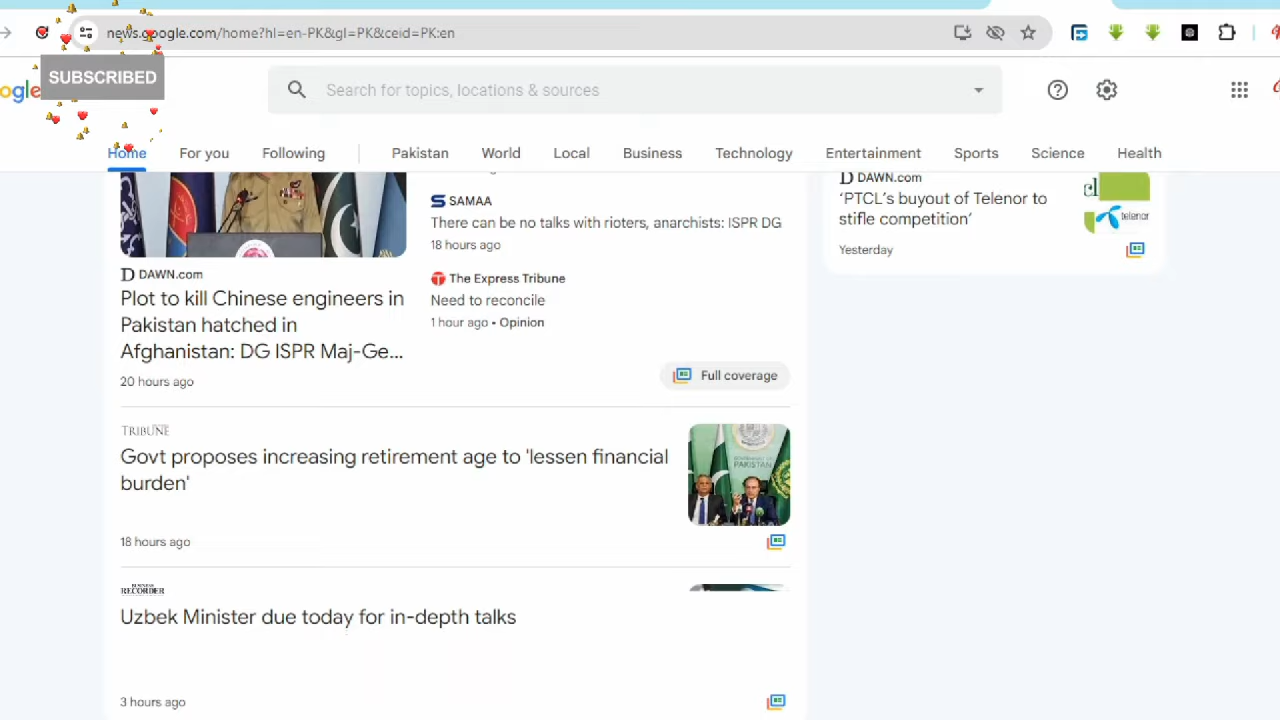 news.google.com/home?hl=en-PK&gl=PK&ceid=PK:en
SUBSCRIBED
ogle
Search for topics, locations & sources
Home
For you
Following
Pakistan
World
Local
Business
Technology
Entertainment
Sports
Science
Health
DAWN.com
Plot to kill Chinese engineers in
Pakistan hatched in
Afghanistan: DG ISPR Maj-Ge...
20 hours ago
SAMAA
There can be no talks with rioters, anarchists: ISPR DG
18 hours ago
The Express Tribune
Need to reconcile
1 hour ago • Opinion
Full coverage
TRIBUNE
Govt proposes increasing retirement age to 'lessen financial
burden'
PAKISTAN
18 hours ago
BUSINESS
RECORDER
Uzbek Minister due today for in-depth talks
3 hours ago
DAWN.com
‘PTCL’s buyout of Telenor to
stifle competition’
telenor
Yesterday